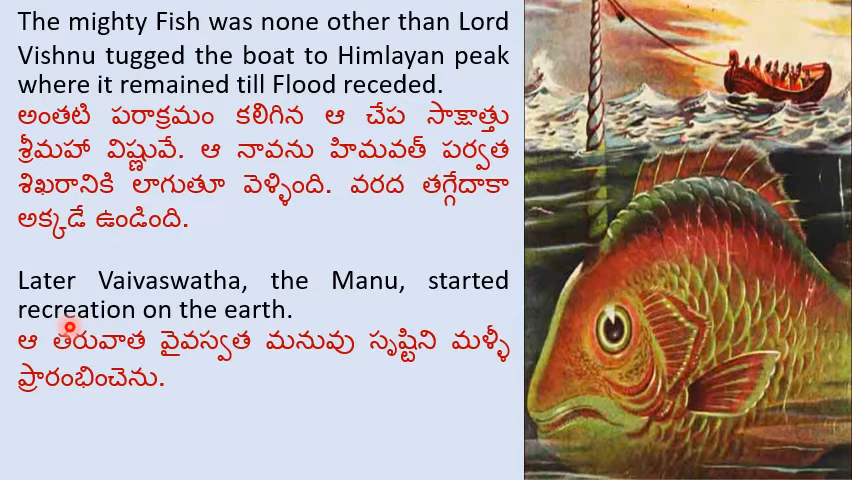 The mighty Fish was none other than Lord
Vishnu tugged the boat to Himlayan peak
where it remained till Flood receded.
అంతటి పరాక్రమం కలిగిన ఆ చేప సాక్షాత్తు
శ్రీమహా విష్ణువే. ఆ నావను హిమవత్ పర్వత
శిఖరానికి లాగుతూ వెళ్ళింది. వరద తగ్గేదాకా
అక్కడే ఉండింది.
Later Vaivaswatha, the Manu, started
recreation on the earth.
ఆ తరువాత వైవస్వత మనువు సృష్టిని మళ్ళీ
ప్రారంభించెను.